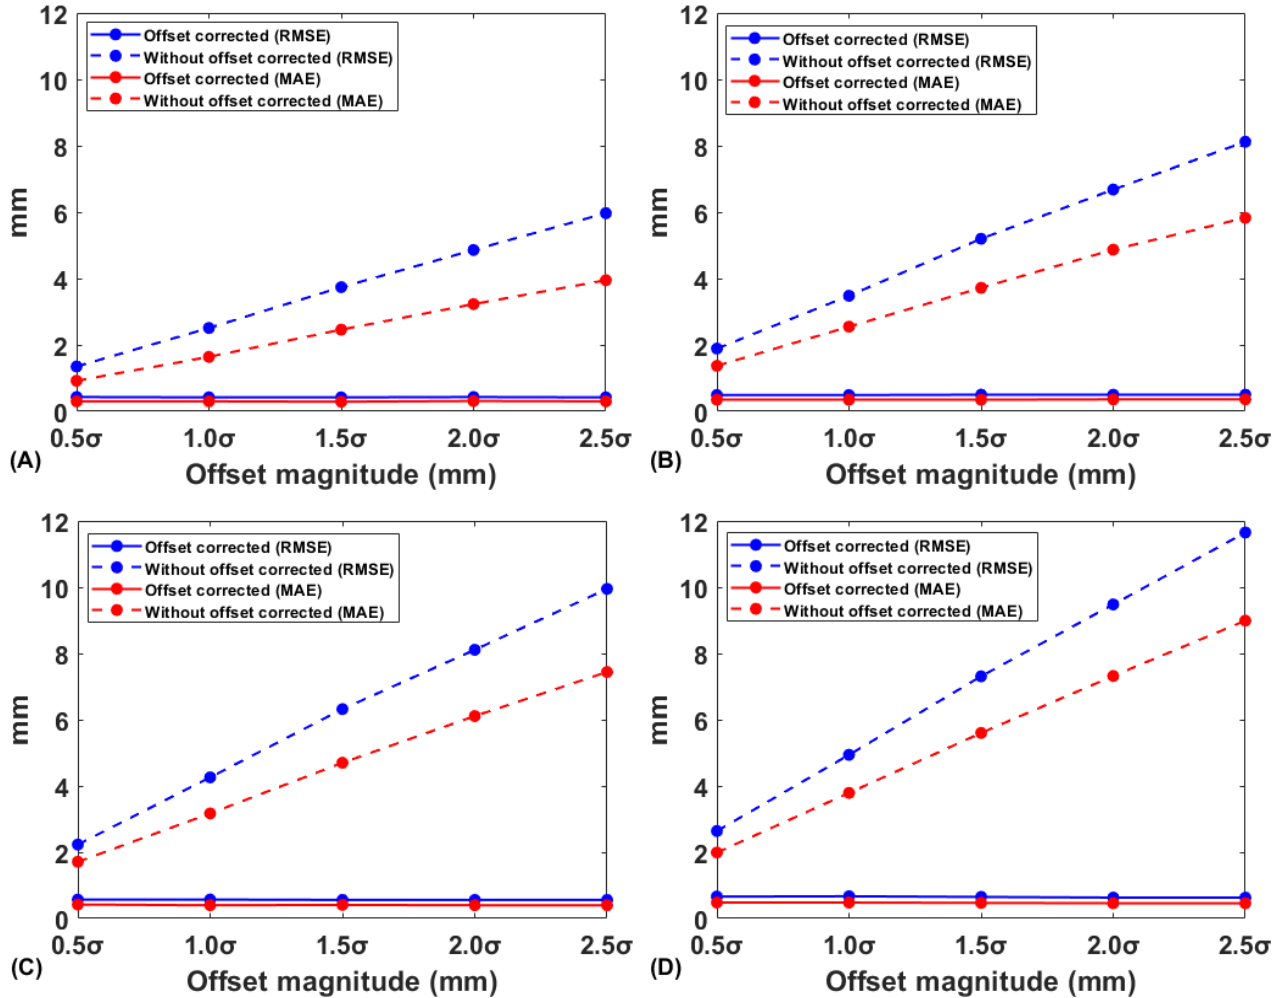 12
10
8
6
4
2
0
mm
Offset corrected (RMSE)
Without offset corrected (RMSE)
Offset corrected (MAE)
Without offset corrected (MAE)
0.5σ 1.0σ 1.5σ 2.0σ 2.5σ
Offset magnitude (mm)
(A)
12
10
8
6
4
2
0
mm
Offset corrected (RMSE)
Without offset corrected (RMSE)
Offset corrected (MAE)
Without offset corrected (MAE)
0.5σ 1.0σ 1.5σ 2.0σ 2.5σ
Offset magnitude (mm)
(B)
12
10
8
6
4
2
0
mm
Offset corrected (RMSE)
Without offset corrected (RMSE)
Offset corrected (MAE)
Without offset corrected (MAE)
0.5σ 1.0σ 1.5σ 2.0σ 2.5σ
Offset magnitude (mm)
(C)
12
10
8
6
4
2
0
mm
Offset corrected (RMSE)
Without offset corrected (RMSE)
Offset corrected (MAE)
Without offset corrected (MAE)
0.5σ 1.0σ 1.5σ 2.0σ 2.5σ
Offset magnitude (mm)
(D)